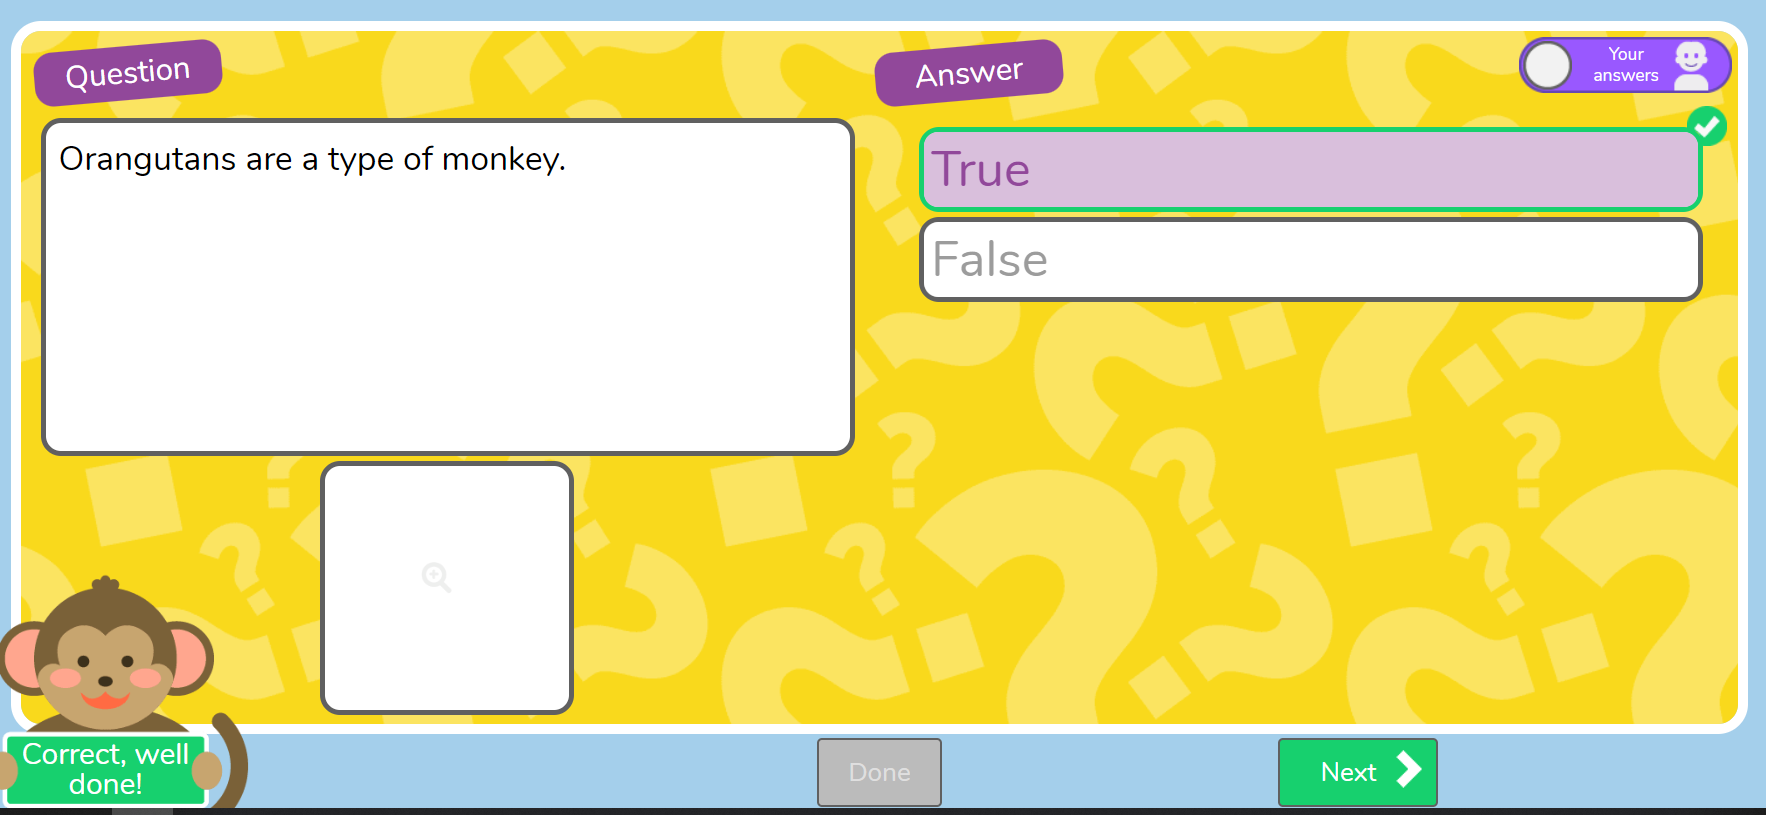 Question
Answer
Your
answers
Orangutans are a type of monkey.
True
False
Correct, well
done!
Done
Next